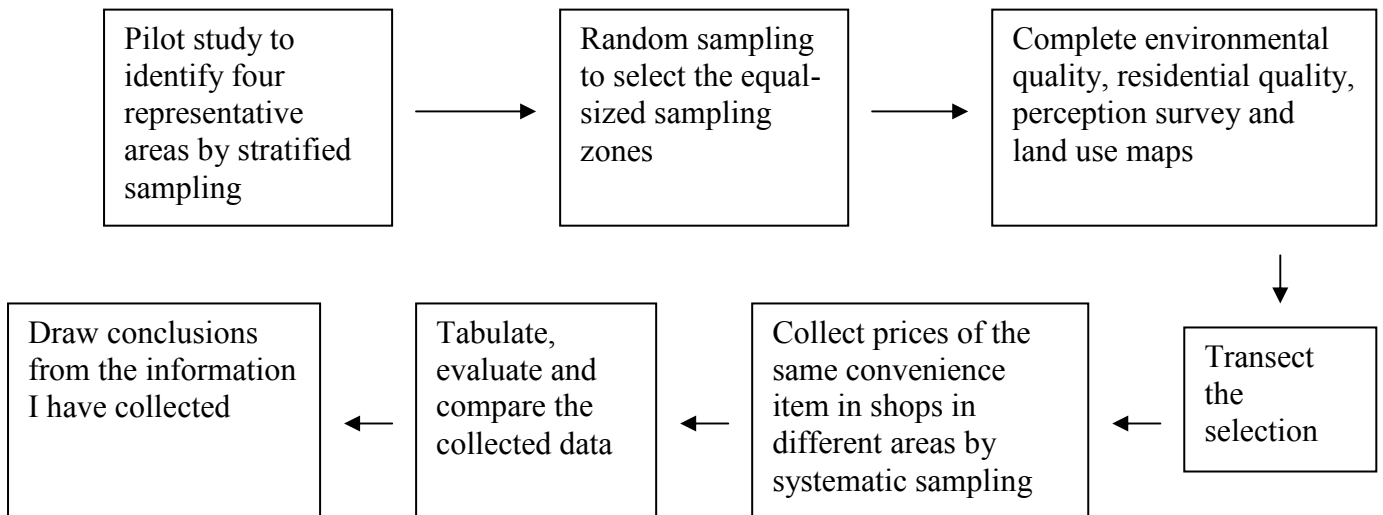 Pilot study to
identify four
representative
areas by stratified
sampling
Random sampling
to select the equal-
sized sampling
zones
Complete environmental
quality, residential quality,
perception survey and
land use maps
Transect
the
selection
Collect prices of the
same convenience
item in shops in
different areas by
systematic sampling
Tabulate,
evaluate and
compare the
collected data
Draw conclusions
from the information
I have collected